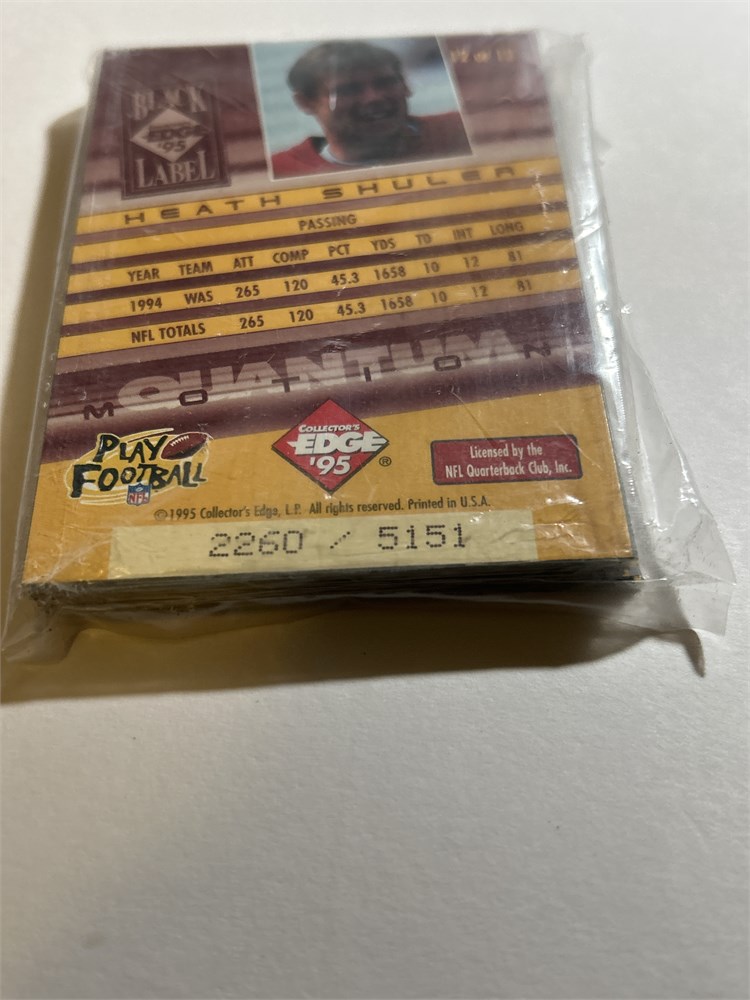 12 of 12
BLACK
EDGE
'95
LABEL
HEATH SHULER
PASSING
YEAR TEAM ATT COMP PCT YDS TD INT LONG
1994 WAS 265 120 45.3 1658 10 12 81
NFL TOTALS 265 120 45.3 1658 10 12 81
QUANTUM
MOTION
PLAY
FOOTBALL
NFL
COLLECTOR'S
EDGE
'95 ®
Licensed by the
NFL Quarterback Club, Inc.
©1995 Collector's Edge, L.P. All rights reserved. Printed in U.S.A.
2260 / 5151